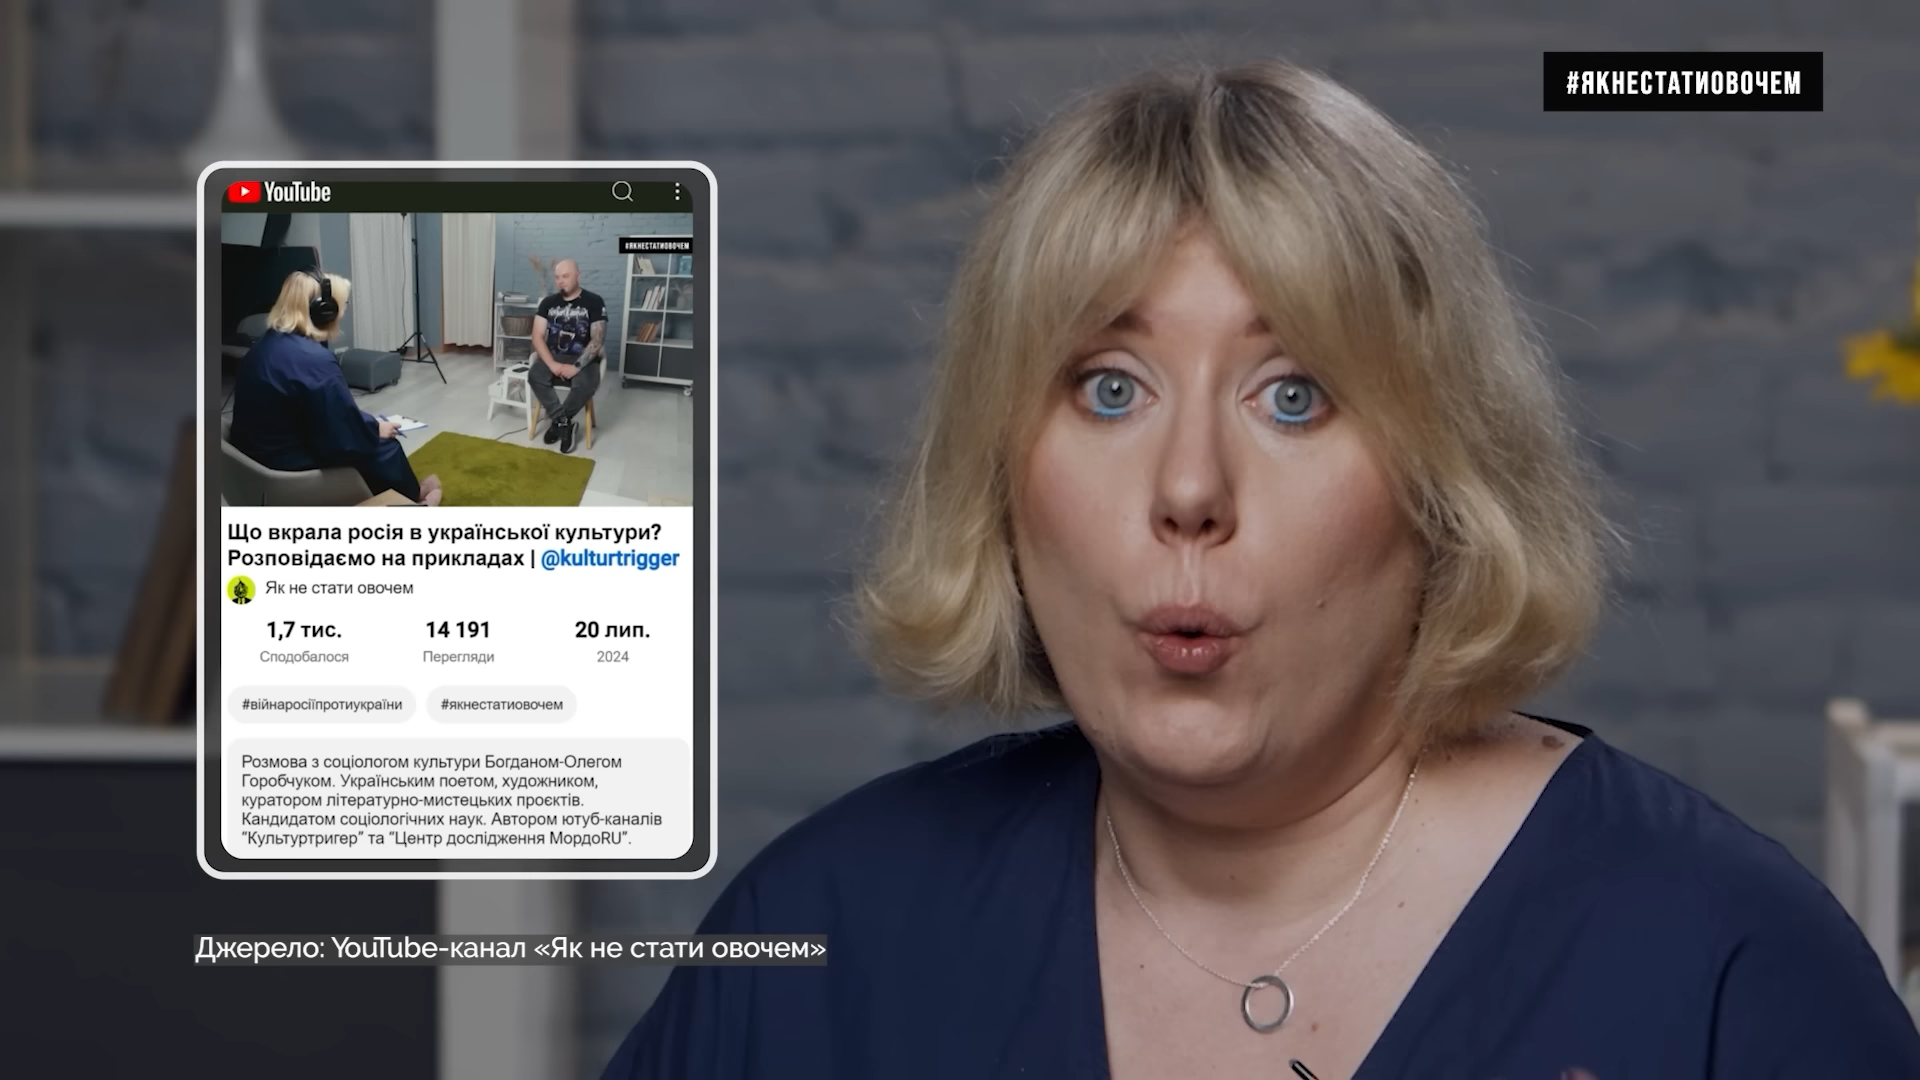 #ЯКНЕСТАТИОВОЧЕМ
YouTube
#ЯКНЕСТАТИОВОЧЕМ
Що вкрала росія в української культури?
Розповідаємо на прикладах | @kulturtrigger
Як не стати овочем
1,7 тис.
14 191
20 лип.
Сподобалося
Перегляди
2024
#війнаросіїпротиукраїни
#якнестатиовочем
Розмова з соціологом культури Богданом-Олегом
Горобчуком. Українським поетом, художником,
куратором літературно-мистецьких проєктів.
Кандидатом соціологічних наук. Автором ютуб-каналів
“Культуртригер” та “Центр дослідження МордоRU”.
Джерело: YouTube-канал «Як не стати овочем»